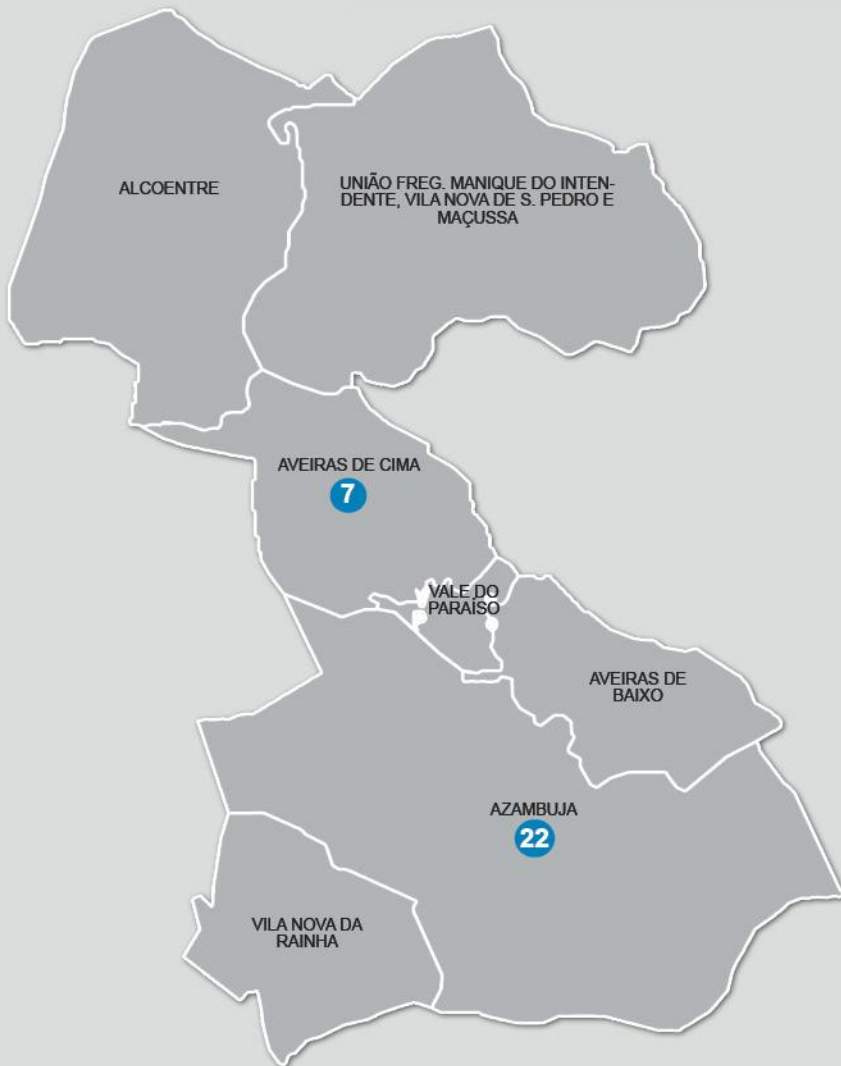 ALCOENTRE
UNIÃO FREG. MANIQUE DO INTEN-
DENTE, VILA NOVA DE S. PEDRO E
MAÇUSSA
AVEIRAS DE CIMA
7
VALE DO
PARAÍSO
AVEIRAS DE
BAIXO
AZAMBUJA
22
VILA NOVA DA
RAINHA